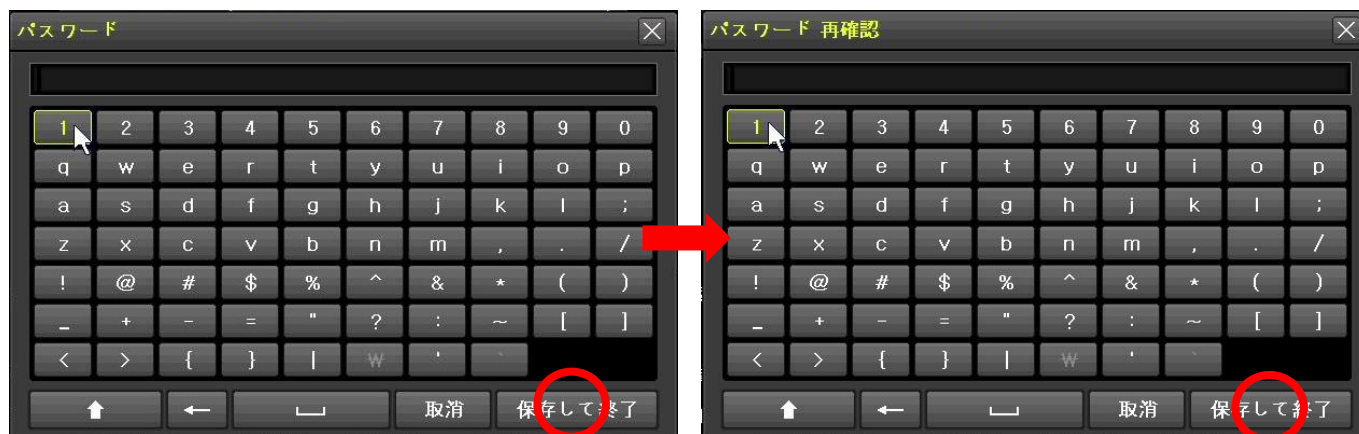 パスワード
1 2 3 4 5 6 7 8 9 0
q w e r t y u i o p
a s d f g h j k l ;
z x c v b n m , . /
! @ # $ % ^ & * ( )
_ + - = " ? : ~ [ ]
< > { } | ₩ ' `
取消 保存して終了
パスワード 再確認
1 2 3 4 5 6 7 8 9 0
q w e r t y u i o p
a s d f g h j k l ;
z x c v b n m , . /
! @ # $ % ^ & * ( )
_ + - = " ? : ~ [ ]
< > { } | ₩ ' `
取消 保存して終了